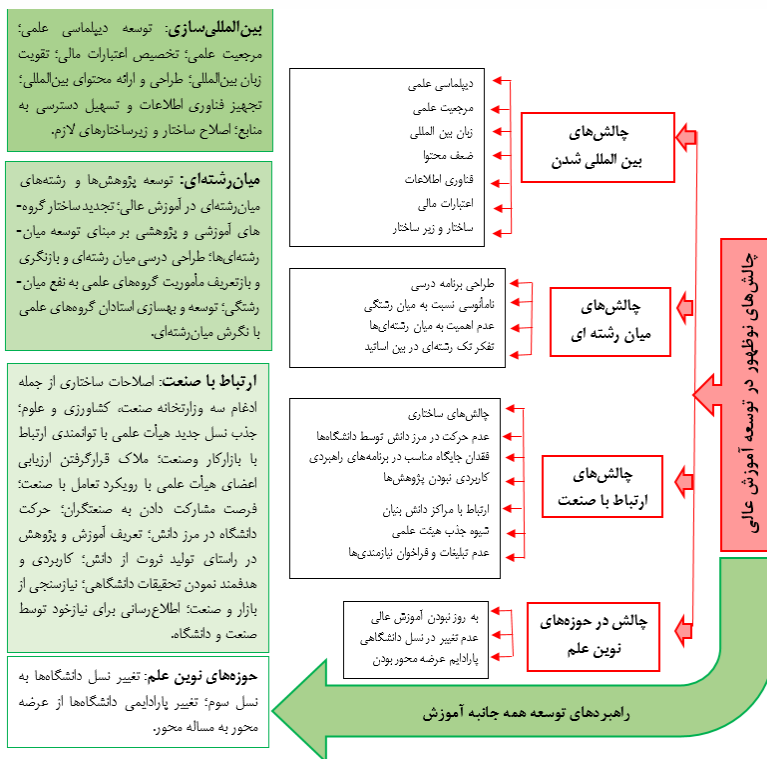 چالش‌های نوظهور در توسعه آموزش عالی
چالش‌های
بین المللی شدن
دیپلماسی علمی
مرجعیت علمی
زبان بین المللی
ضعف محتوا
فناوری اطلاعات
اعتبارات مالی
ساختار و زیر ساختار
چالش‌های
میان رشته ای
طراحی برنامه درسی
نامأنوسی نسبت به میان رشتگی
عدم اهمیت به میان رشته‌ای‌ها
تفکر تک رشته‌ای در بین اساتید
چالش‌های
ارتباط با صنعت
چالش‌های ساختاری
عدم حرکت در مرز دانش توسط دانشگاه‌ها
فقدان جایگاه مناسب در برنامه‌های راهبردی
کاربردی نبودن پژوهش‌ها
ارتباط با مراکز دانش بنیان
شیوه جذب هیئت علمی
عدم تبلیغات و فراخوان نیازمندی‌ها
چالش در حوزه‌های
نوین علم
به روز نبودن آموزش عالی
عدم تغییر در نسل دانشگاهی
پارادایم عرضه محور بودن
راهبردهای توسعه همه جانبه آموزش
بین‌المللی‌سازی: توسعه دیپلماسی علمی؛
مرجعیت علمی؛ تخصیص اعتبارات مالی؛ تقویت
زبان بین‌المللی؛ طراحی و ارائه محتوای بین‌المللی؛
تجهیز فناوری اطلاعات و تسهیل دسترسی به
منابع؛ اصلاح ساختار و زیرساختارهای لازم.
میان‌رشته‌ای: توسعه پژوهش‌ها و رشته‌های
میان‌رشته‌ای در آموزش عالی؛ تجدید ساختار گروه-
های آموزشی و پژوهشی بر مبنای توسعه میان-
رشته‌ای‌ها؛ طراحی درسی میان رشته‌ای و بازنگری
و بازتعریف مأموریت گروه‌های علمی به نفع میان-
رشتگی؛ توسعه و بهسازی استادان گروه‌های علمی
با نگرش میان‌رشته‌ای.
ارتباط با صنعت: اصلاحات ساختاری از جمله
ادغام سه وزارتخانه صنعت، کشاورزی و علوم؛
جذب نسل جدید هیأت علمی با توانمندی ارتباط
با بازارکار وصنعت؛ ملاک قرارگرفتن ارزیابی
اعضای هیأت علمی با رویکرد تعامل با صنعت؛
فرصت مشارکت دادن به صنعتگران؛ حرکت
دانشگاه در مرز دانش؛ تعریف آموزش و پژوهش
در راستای تولید ثروت از دانش؛ کاربردی و
هدفمند نمودن تحقیقات دانشگاهی؛ نیازسنجی از
بازار و صنعت؛ اطلاع‌رسانی برای نیازخود توسط
صنعت و دانشگاه.
حوزه‌های نوین علم: تغییر نسل دانشگاه‌ها به
نسل سوم؛ تغییر پارادایمی دانشگاه‌ها از عرضه
محور به مساله محور.